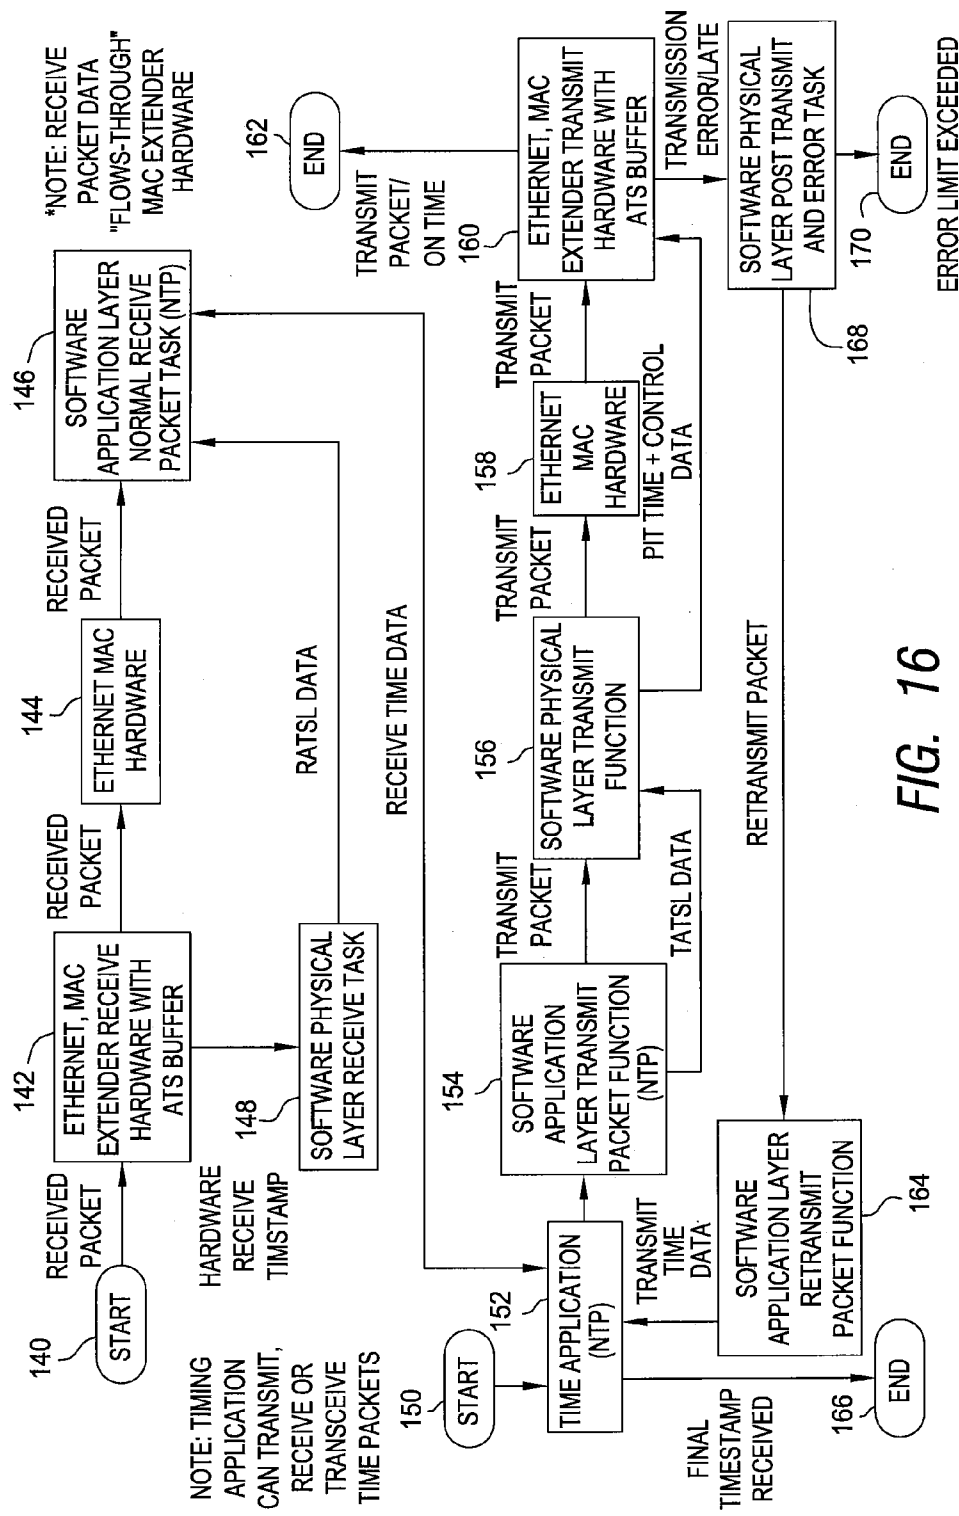 *NOTE: RECEIVE
PACKET DATA
"FLOWS-THROUGH"
MAC EXTENDER
HARDWARE
140
START
RECEIVED
PACKET
142
ETHERNET, MAC
EXTENDER RECEIVE
HARDWARE WITH
ATS BUFFER
RECEIVED
PACKET
144
ETHERNET MAC
HARDWARE
RECEIVED
PACKET
146
SOFTWARE
APPLICATION LAYER
NORMAL RECEIVE
PACKET TASK (NTP)
HARDWARE
RECEIVE
TIMSTAMP
148
SOFTWARE PHYSICAL
LAYER RECEIVE TASK
RATSL DATA
RECEIVE TIME DATA
NOTE: TIMING
APPLICATION
CAN TRANSMIT,
RECEIVE OR
TRANSCEIVE
TIME PACKETS
150
START
152
TIME APPLICATION
(NTP)
154
SOFTWARE
APPLICATION
LAYER TRANSMIT
PACKET FUNCTION
(NTP)
TRANSMIT
PACKET
TATSL DATA
156
SOFTWARE PHYSICAL
LAYER TRANSMIT
FUNCTION
TRANSMIT
PACKET
158
ETHERNET
MAC
HARDWARE
TRANSMIT
PACKET
PIT TIME + CONTROL
DATA
160
ETHERNET, MAC
EXTENDER TRANSMIT
HARDWARE WITH
ATS BUFFER
TRANSMIT
PACKET/
ON TIME
162
END
TRANSMISSION
ERROR/LATE
168
SOFTWARE PHYSICAL
LAYER POST TRANSMIT
AND ERROR TASK
170
END
ERROR LIMIT EXCEEDED
RETRANSMIT PACKET
164
SOFTWARE
APPLICATION LAYER
RETRANSMIT
PACKET FUNCTION
TRANSMIT
TIME
DATA
FINAL
TIMESTAMP
RECEIVED
166
END
FIG. 16